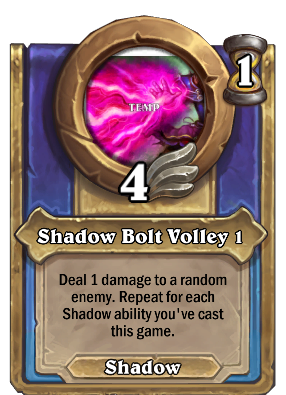 1
TEMP
4
Shadow Bolt Volley 1
Deal 1 damage to a random
enemy. Repeat for each
Shadow ability you've cast
this game.
Shadow